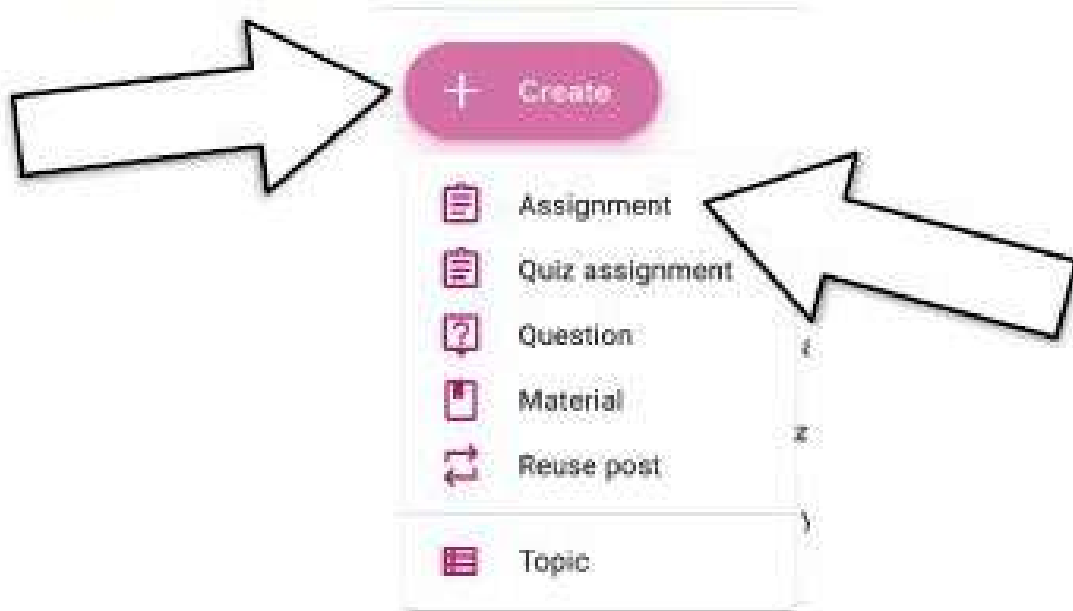 Create
Assignment
Quiz assignment
Question
Material
Reuse post
Topic